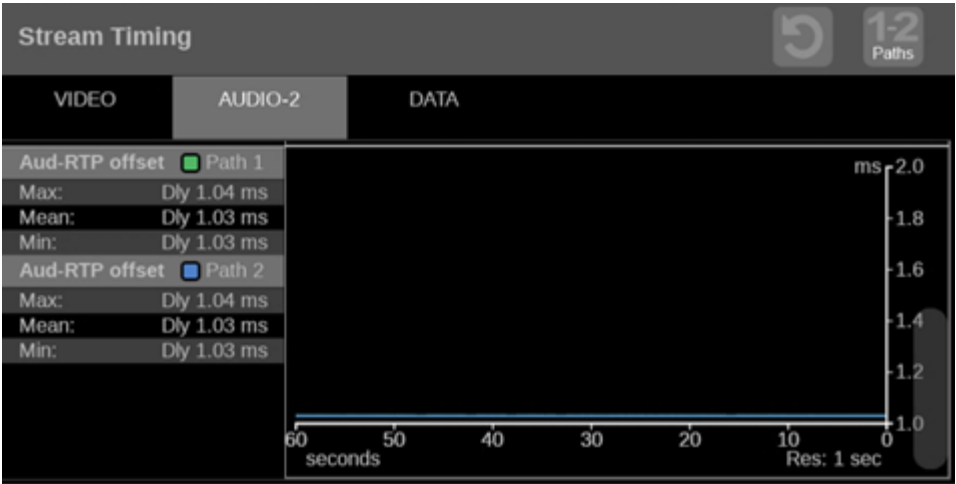 Stream Timing
1-2
Paths
VIDEO AUDIO-2 DATA
Aud-RTP offset Path 1
Max: Dly 1.04 ms
Mean: Dly 1.03 ms
Min: Dly 1.03 ms
Aud-RTP offset Path 2
Max: Dly 1.04 ms
Mean: Dly 1.03 ms
Min: Dly 1.03 ms
ms 2.0
1.8
1.6
1.4
1.2
1.0
60 50 40 30 20 10 0
seconds Res: 1 sec